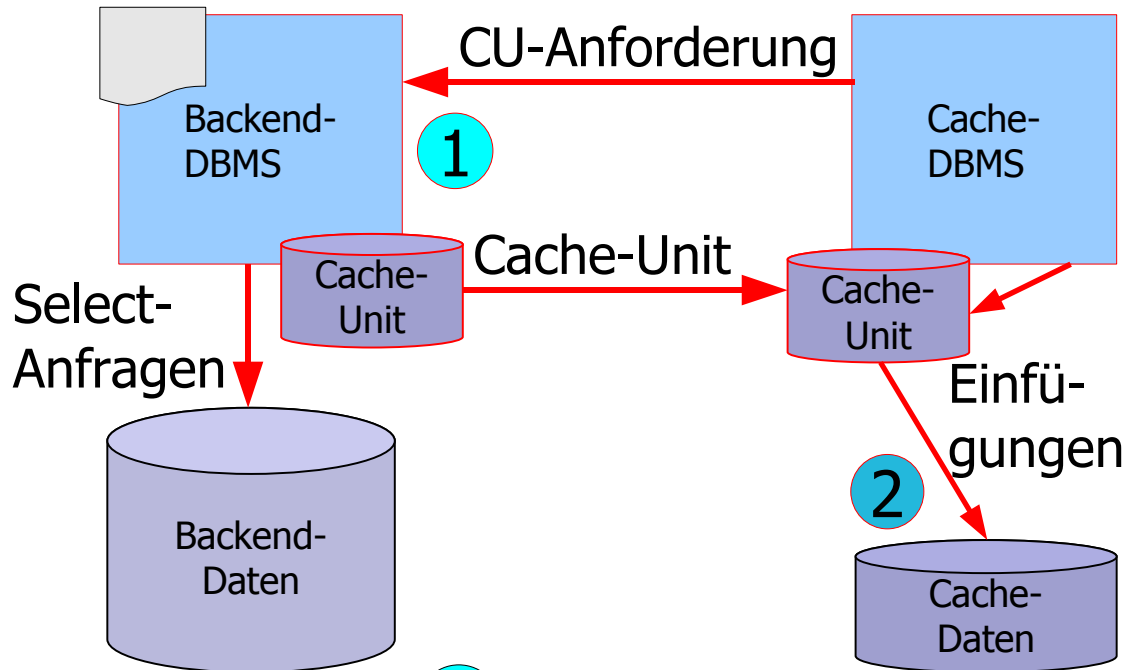 CU-Anforderung
Backend-
DBMS
1
Cache-
DBMS
Cache-Unit
Cache-
Unit
Cache-
Unit
Select-
Anfragen
Einfü-
gungen
2
Backend-
Daten
Cache-
Daten